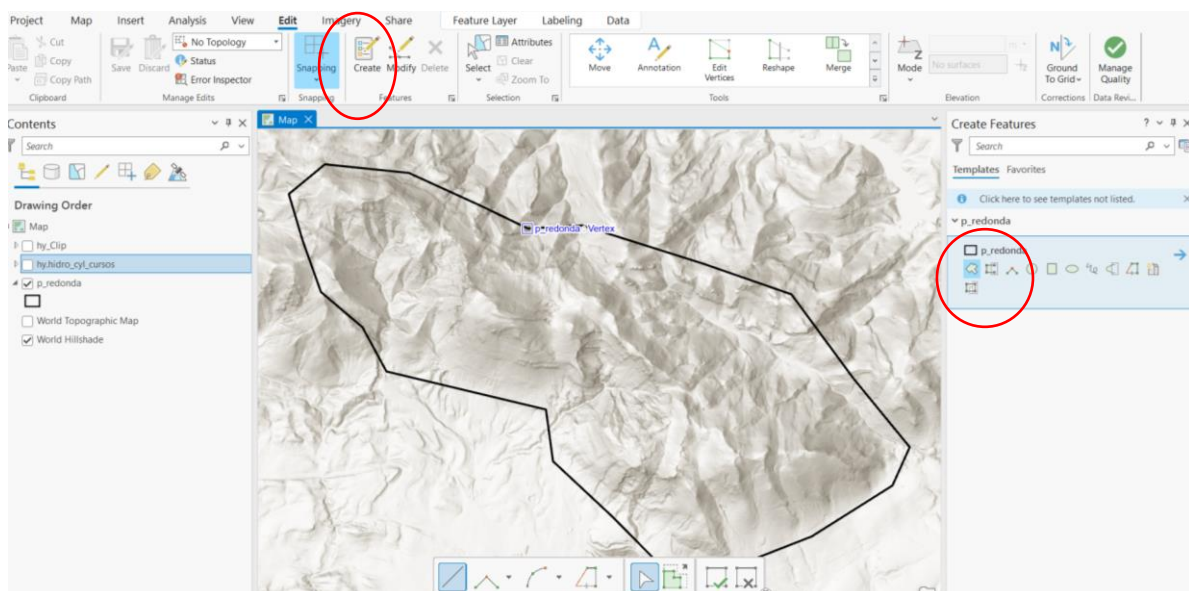 Project Map Insert Analysis View Edit Imagery Share Feature Layer Labeling Data
Cut
Copy
Copy Path
Paste
Clipboard
Save Discard
No Topology
Status
Error Inspector
Manage Edits
Snapping
Snapping
Create Modify Delete
Features
Select
Attributes
Clear
Zoom To
Selection
Move Annotation Edit Vertices Reshape Merge
Tools
Mode
No surfaces
Elevation
Ground To Grid
Corrections
Manage Quality
Data Revi...
Contents
Search
Drawing Order
Map
hy_Clip
hy.hidro_cyl_cursos
p_redonda
World Topographic Map
World Hillshade
Map
p_redonda: Vertex
Create Features
Search
Templates Favorites
Click here to see templates not listed.
p_redonda
p_redonda